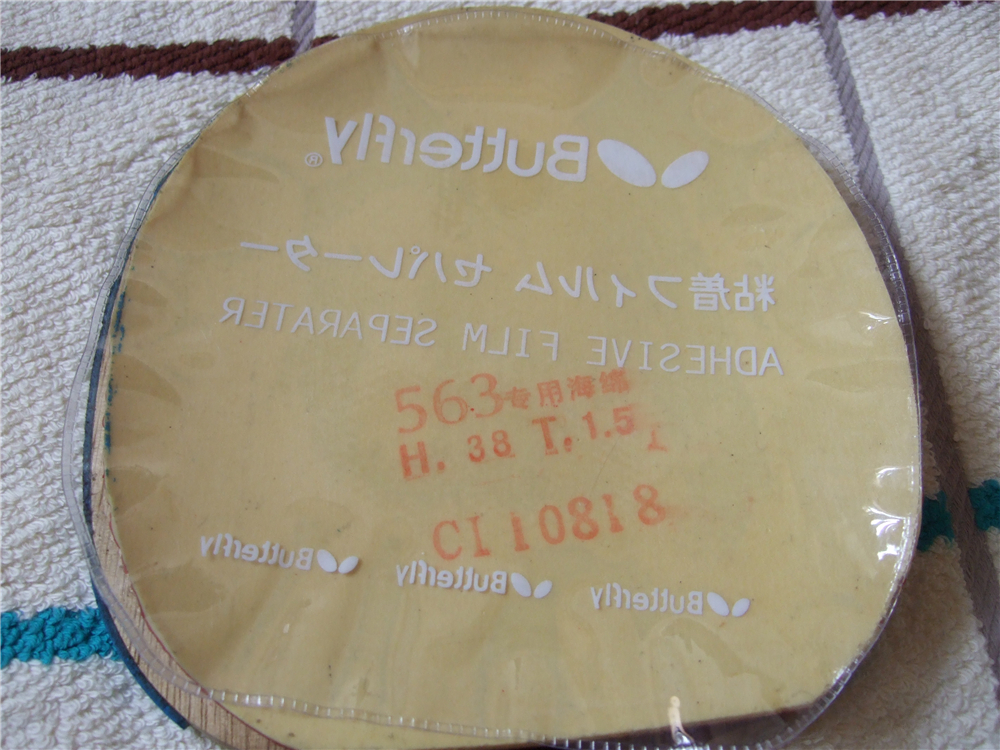 Butterfly®
粘着フィルム セパレーター
ADHESIVE FILM SEPARATER
563专用海绵
H. 38 T. 1.5
CI 10818
Butterfly Butterfly Butterfly